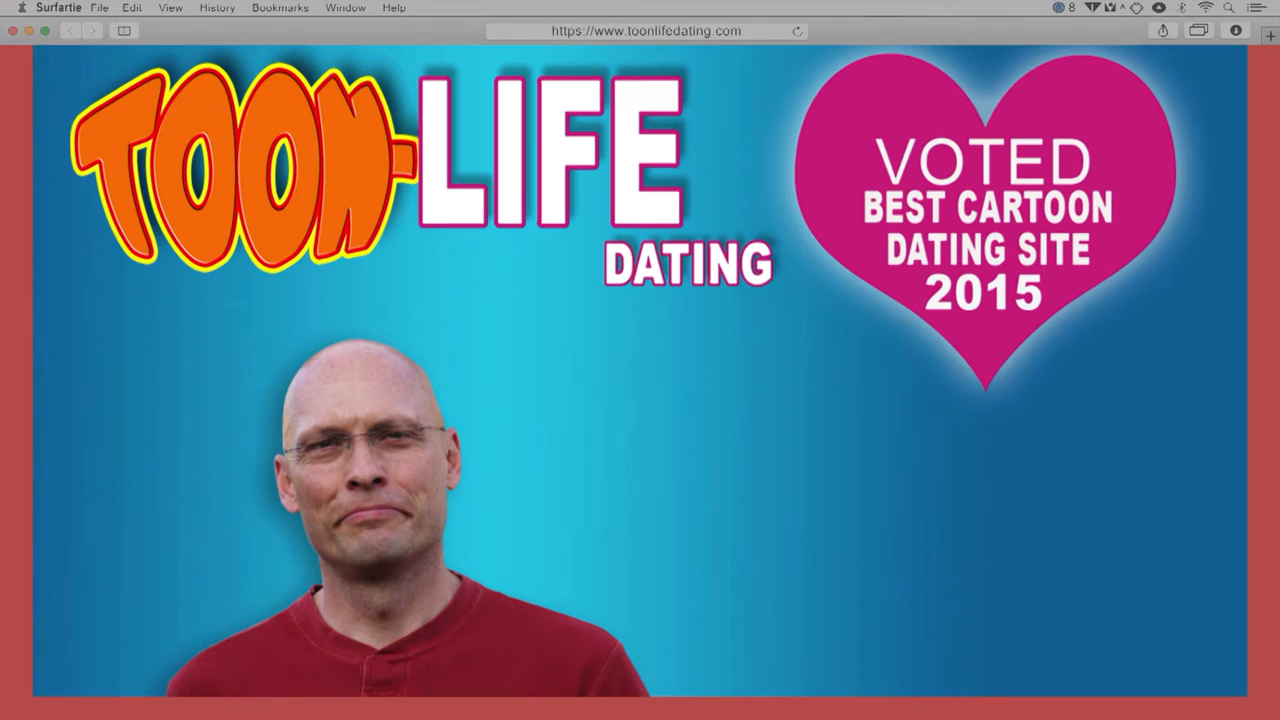 Surfartie File Edit View History Bookmarks Window Help
8
https://www.toonlifedating.com
TOON-LIFE
DATING
VOTED
BEST CARTOON
DATING SITE
2015